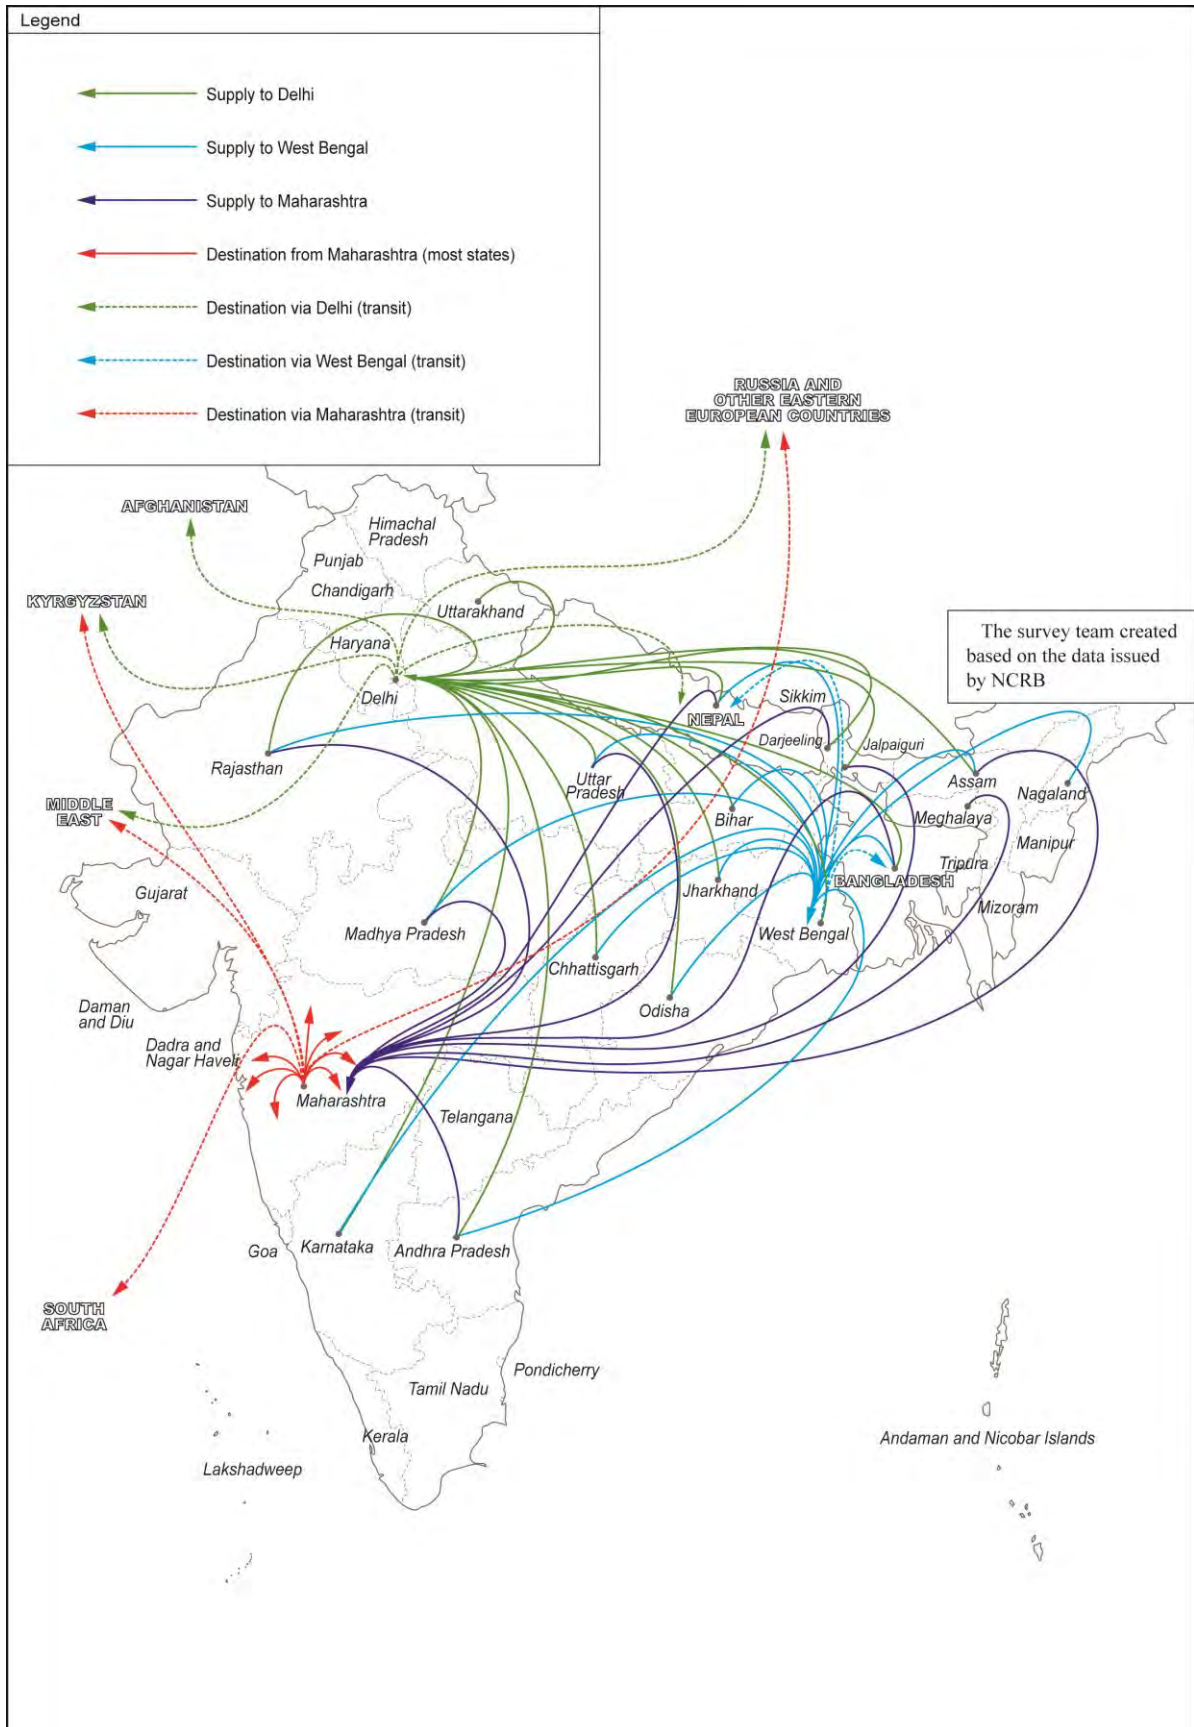 Legend
Supply to Delhi
Supply to West Bengal
Supply to Maharashtra
Destination from Maharashtra (most states)
Destination via Delhi (transit)
Destination via West Bengal (transit)
Destination via Maharashtra (transit)
RUSSIA AND
OTHER EASTERN
EUROPEAN COUNTRIES
AFGHANISTAN
Himachal
Pradesh
Punjab
Chandigarh
KYRGYZSTAN
Uttarakhand
The survey team created
based on the data issued
by NCRB
Haryana
Delhi
Sikkim
NEPAL
Darjeeling
Jalpaiguri
Rajasthan
Uttar
Pradesh
Assam
Nagaland
MIDDLE
EAST
Bihar
Meghalaya
Manipur
Tripura
BANGLADESH
Gujarat
Jharkhand
Mizoram
Madhya Pradesh
West Bengal
Chhattisgarh
Odisha
Daman
and Diu
Dadra and
Nagar Haveli
Maharashtra
Telangana
Goa
Karnataka
Andhra Pradesh
SOUTH
AFRICA
Pondicherry
Tamil Nadu
Kerala
Lakshadweep
Andaman and Nicobar Islands